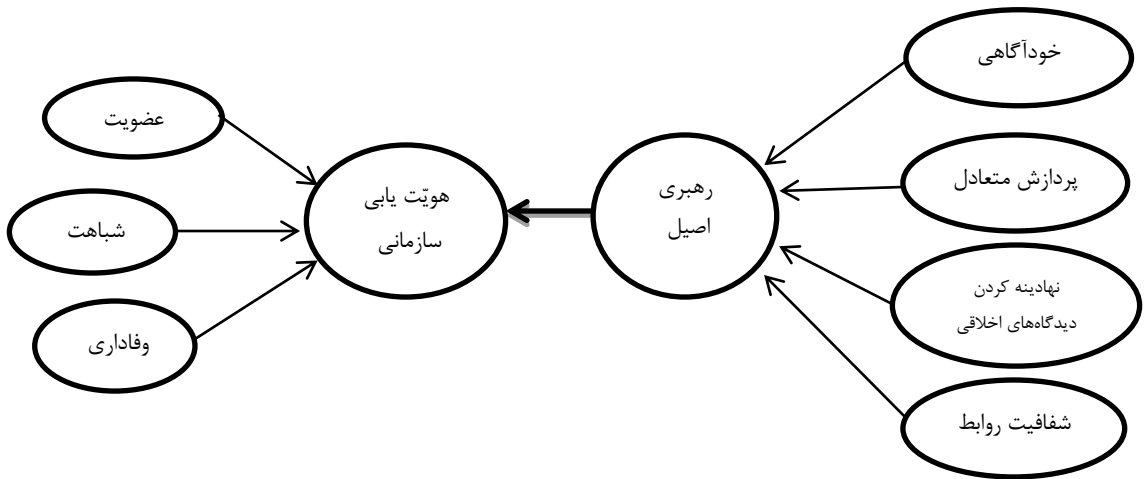 خودآگاهی
پردازش متعادل
نهادینه کردن
دیدگاه‌های اخلاقی
شفافیت روابط
رهبری
اصیل
هویّت یابی
سازمانی
عضویت
شباهت
وفاداری